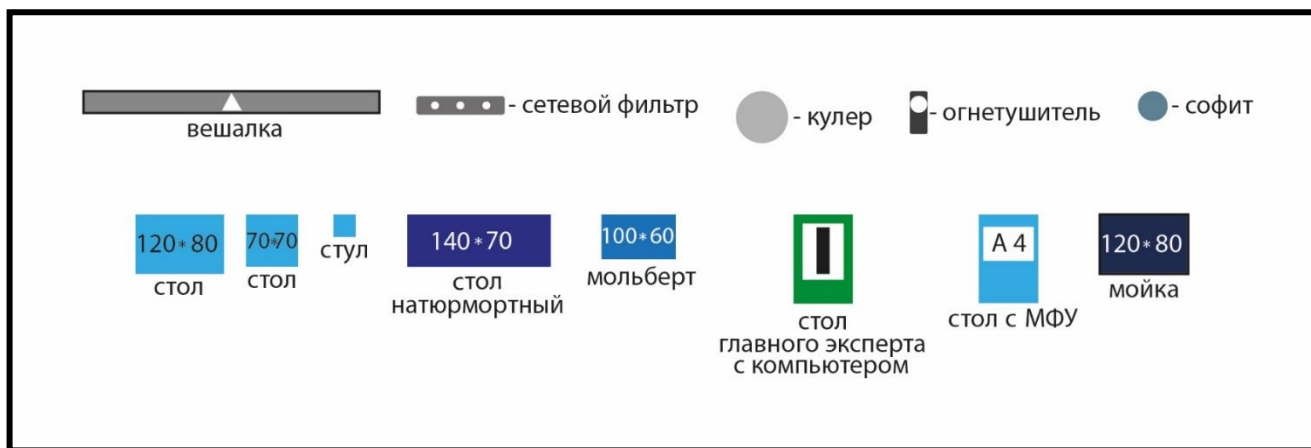 вешалка
- сетевой фильтр
- кулер
- огнетушитель
- софит
120*80
стол
70*70
стол
стул
140*70
стол
натюрмортный
100*60
мольберт
стол
главного эксперта
с компьютером
А 4
стол с МФУ
120*80
мойка